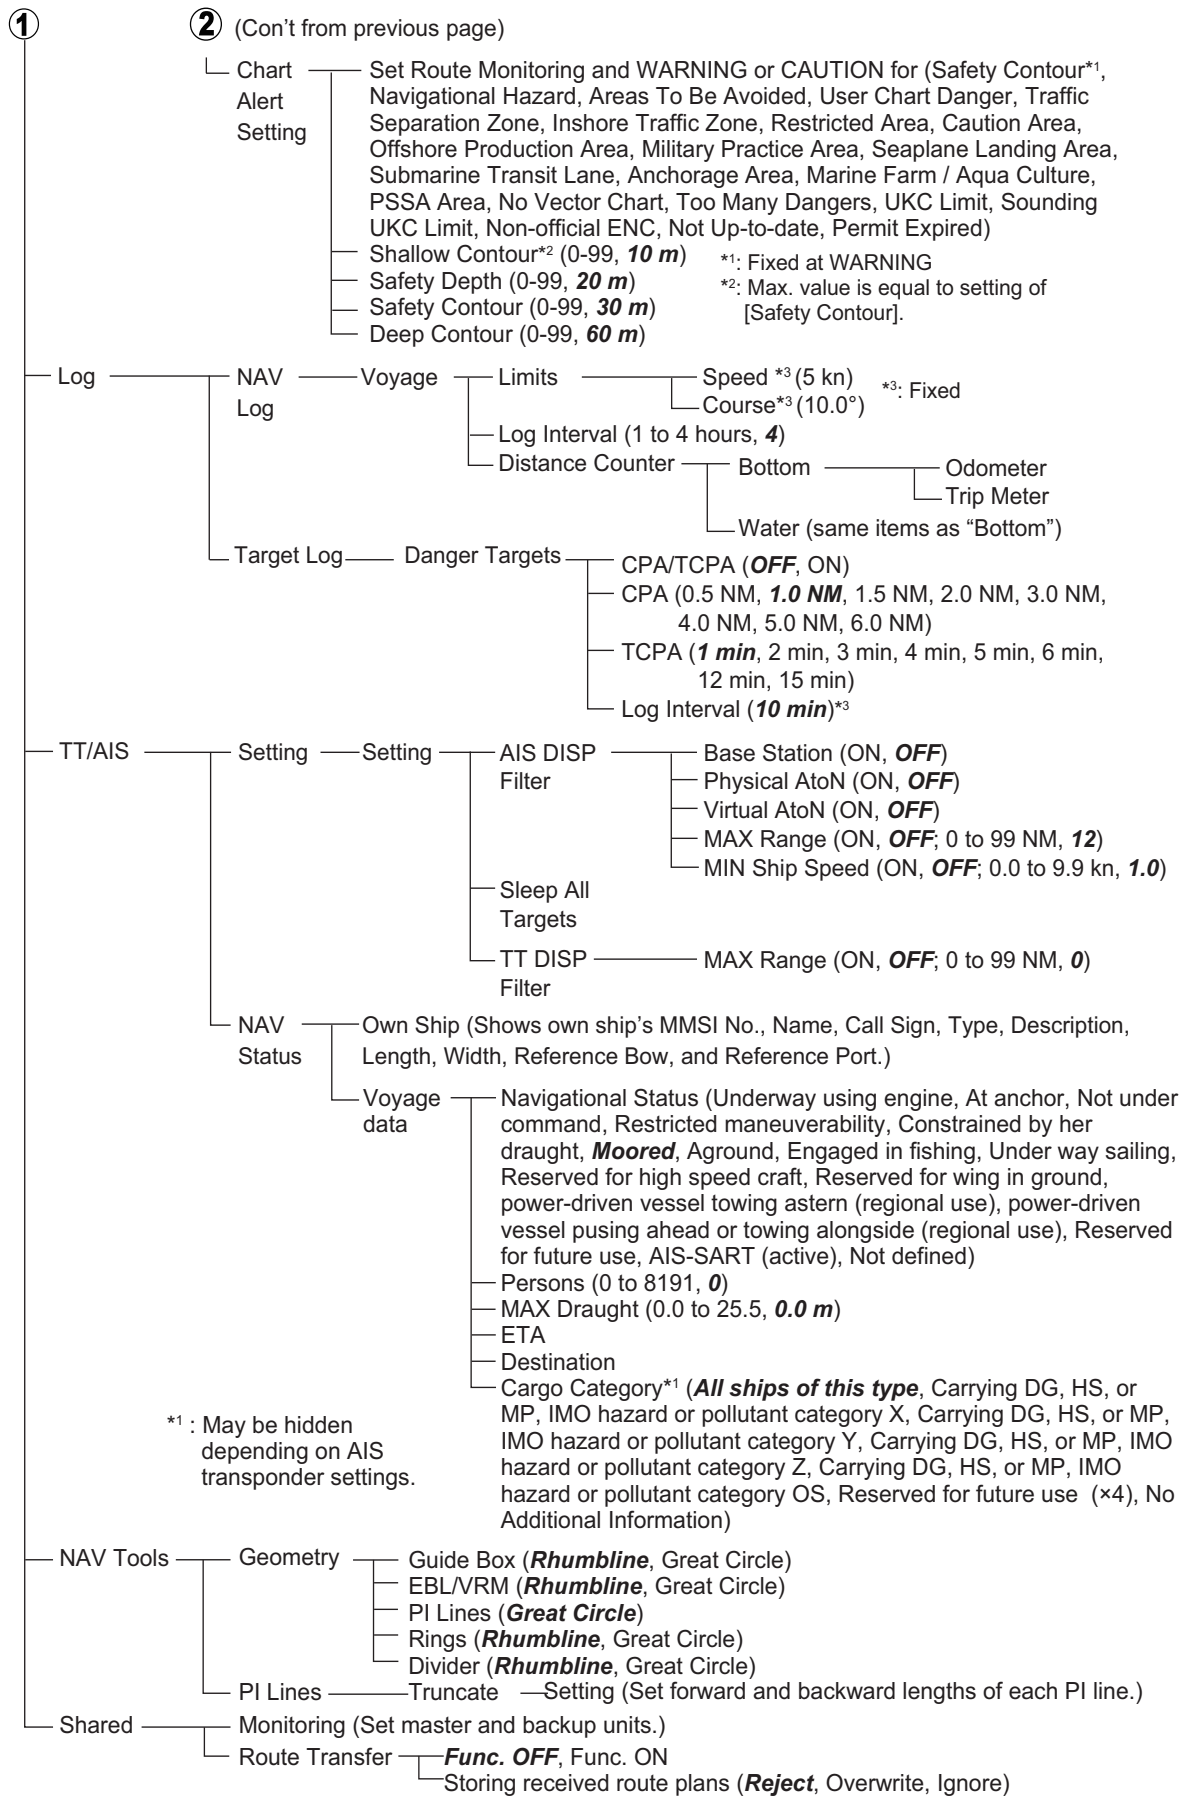 1 2 (Con't from previous page)
Chart Alert Setting
Set Route Monitoring and WARNING or CAUTION for (Safety Contour*1,
Navigational Hazard, Areas To Be Avoided, User Chart Danger, Traffic
Separation Zone, Inshore Traffic Zone, Restricted Area, Caution Area,
Offshore Production Area, Military Practice Area, Seaplane Landing Area,
Submarine Transit Lane, Anchorage Area, Marine Farm / Aqua Culture,
PSSA Area, No Vector Chart, Too Many Dangers, UKC Limit, Sounding
UKC Limit, Non-official ENC, Not Up-to-date, Permit Expired)
Shallow Contour*2 (0-99, 10 m)
Safety Depth (0-99, 20 m)
Safety Contour (0-99, 30 m)
Deep Contour (0-99, 60 m)
*1: Fixed at WARNING
*2: Max. value is equal to setting of
[Safety Contour].
Log
NAV
Log
Voyage
Limits
Speed *3 (5 kn)
Course*3 (10.0°)
*3: Fixed
Log Interval (1 to 4 hours, 4)
Distance Counter
Bottom
Odometer
Trip Meter
Water (same items as “Bottom”)
Target Log
Danger Targets
CPA/TCPA (OFF, ON)
CPA (0.5 NM, 1.0 NM, 1.5 NM, 2.0 NM, 3.0 NM,
4.0 NM, 5.0 NM, 6.0 NM)
TCPA (1 min, 2 min, 3 min, 4 min, 5 min, 6 min,
12 min, 15 min)
Log Interval (10 min)*3
TT/AIS
Setting
Setting
AIS DISP
Filter
Base Station (ON, OFF)
Physical AtoN (ON, OFF)
Virtual AtoN (ON, OFF)
MAX Range (ON, OFF; 0 to 99 NM, 12)
MIN Ship Speed (ON, OFF; 0.0 to 9.9 kn, 1.0)
Sleep All
Targets
TT DISP
Filter
MAX Range (ON, OFF; 0 to 99 NM, 0)
NAV
Status
Own Ship (Shows own ship's MMSI No., Name, Call Sign, Type, Description,
Length, Width, Reference Bow, and Reference Port.)
Voyage
data
Navigational Status (Underway using engine, At anchor, Not under
command, Restricted maneuverability, Constrained by her
draught, Moored, Aground, Engaged in fishing, Under way sailing,
Reserved for high speed craft, Reserved for wing in ground,
power-driven vessel towing astern (regional use), power-driven
vessel pusing ahead or towing alongside (regional use), Reserved
for future use, AIS-SART (active), Not defined)
Persons (0 to 8191, 0)
MAX Draught (0.0 to 25.5, 0.0 m)
ETA
Destination
Cargo Category*1 (All ships of this type, Carrying DG, HS, or
MP, IMO hazard or pollutant category X, Carrying DG, HS, or MP,
IMO hazard or pollutant category Y, Carrying DG, HS, or MP, IMO
hazard or pollutant category Z, Carrying DG, HS, or MP, IMO
hazard or pollutant category OS, Reserved for future use (×4), No
Additional Information)
*1 : May be hidden
depending on AIS
transponder settings.
NAV Tools
Geometry
Guide Box (Rhumbline, Great Circle)
EBL/VRM (Rhumbline, Great Circle)
PI Lines (Great Circle)
Rings (Rhumbline, Great Circle)
Divider (Rhumbline, Great Circle)
PI Lines
Truncate
Setting (Set forward and backward lengths of each PI line.)
Shared
Monitoring (Set master and backup units.)
Route Transfer
Func. OFF, Func. ON
Storing received route plans (Reject, Overwrite, Ignore)